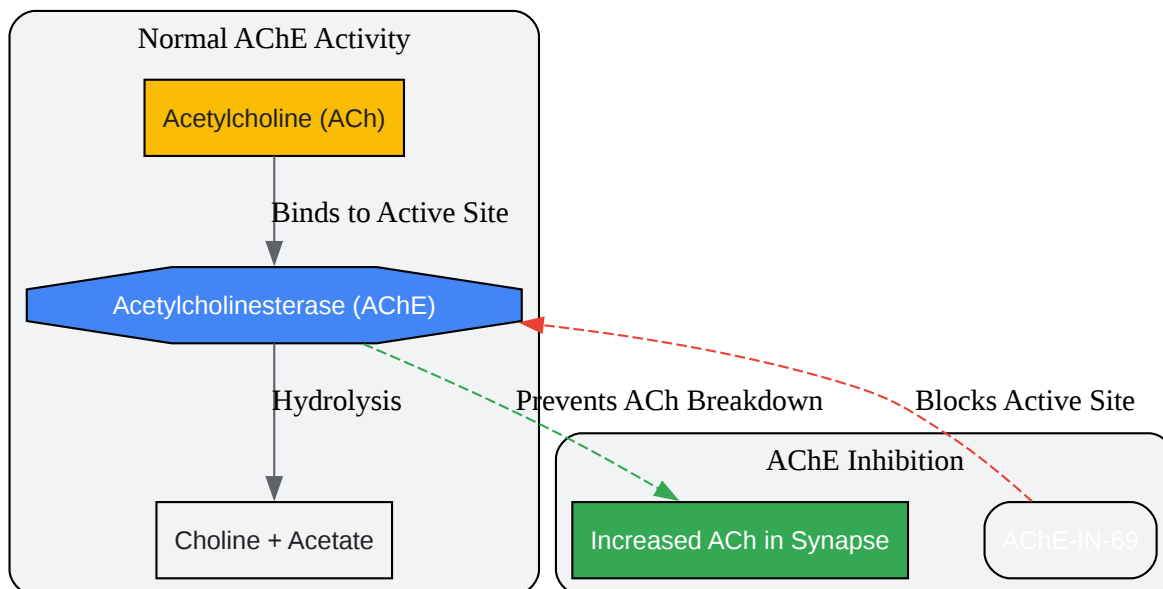 Normal AChE Activity
Acetylcholine (ACh)
Binds to Active Site
Acetylcholinesterase (AChE)
Hydrolysis
Prevents ACh Breakdown
Blocks Active Site
AChE Inhibition
Choline + Acetate
Increased ACh in Synapse
AChE-IN-69